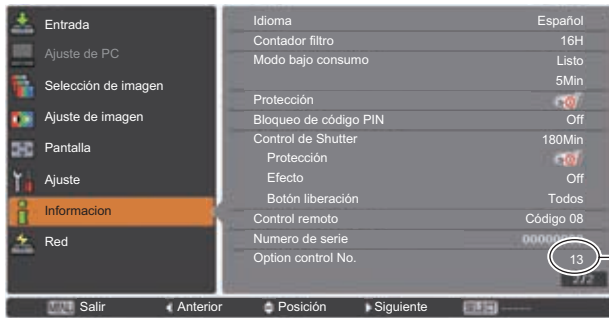 Entrada
Ajuste de PC
Selección de imagen
Ajuste de imagen
Pantalla
Ajuste
Informacion
Red
Idioma Español
Contador filtro 16H
Modo bajo consumo Listo
5Min
Protección
Bloqueo de código PIN Off
Control de Shutter 180Min
Protección
Efecto Off
Botón liberación Todos
Control remoto Código 08
Numero de serie
Option control No. 13
2/2
MENU Salir Anterior Posición Siguiente SELECT -----